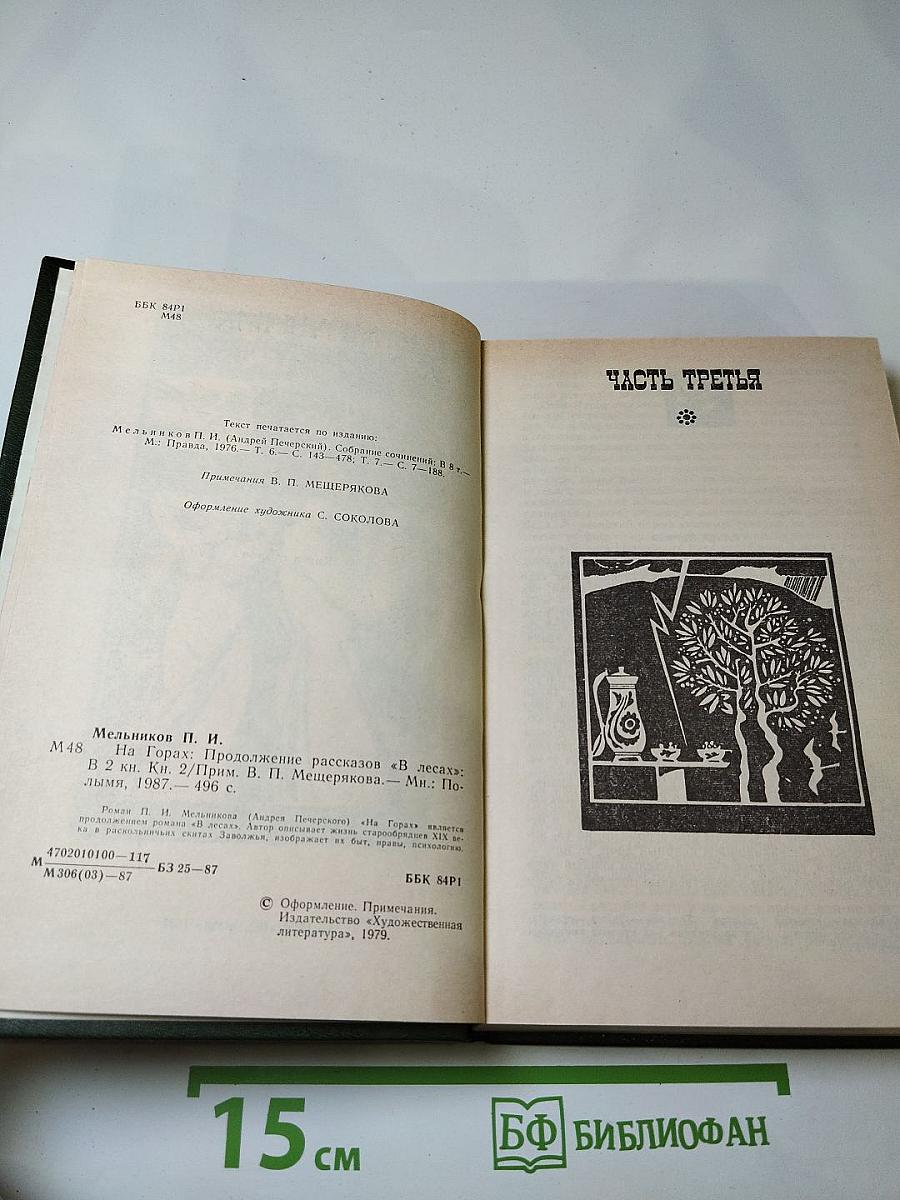 ББК 84Р1
М48
Текст печатается по изданию:
Мельников П. И. (Андрей Печерский). Собрание сочинений: В 8 т.—
М.: Правда, 1976.— Т. 6.— С. 143—478; Т. 7.— С. 7—188.
Примечания В. П. МЕЩЕРЯКОВА
Оформление художника С. СОКОЛОВА
Мельников П. И.
М48 На Горах: Продолжение рассказов «В лесах»:
В 2 кн. Кн. 2/Прим. В. П. Мещерякова.— Мн.: По-
лымя, 1987.— 496 с.
Роман П. И. Мельникова (Андрея Печерского) «На Горах» является
продолжением романа «В лесах». Автор описывает жизнь старообрядцев XIX ве-
ка в раскольничьих скитах Заволжья, изображает их быт, нравы, психологию.
М 4702010100—117
М306(03)—87 БЗ 25—87
ББК 84Р1
© Оформление. Примечания.
Издательство «Художественная
литература», 1979.
ЧАСТЬ ТРЕТЬЯ
15 см
БФ БИБЛИОФАН